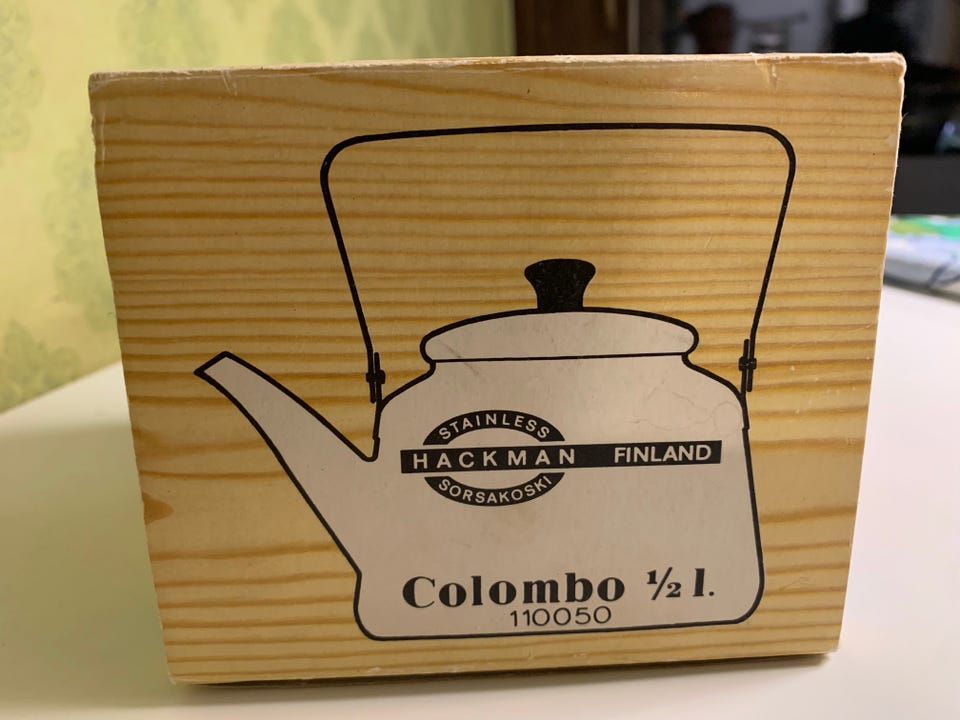 STAINLESS
HACKMAN FINLAND
SORSAKOSKI
Colombo ½ l.
110050